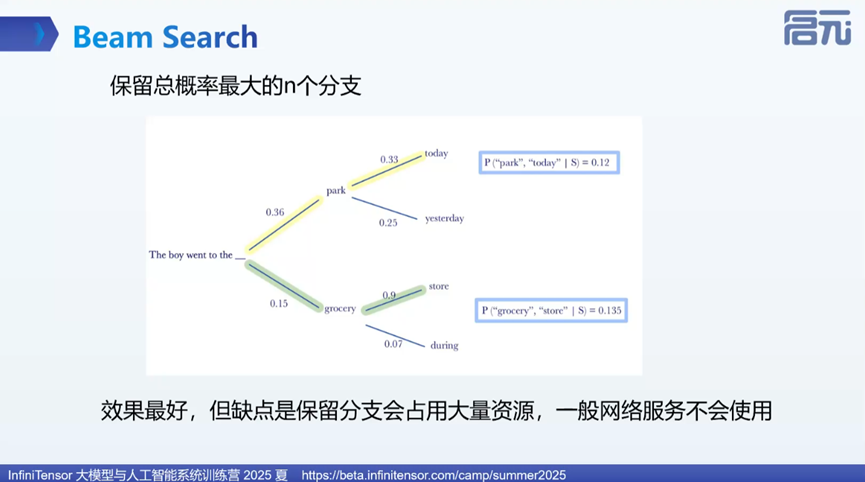 Beam Search
启元
保留总概率最大的n个分支
today
0.33
P (“park”, “today” | S) = 0.12
park
0.36
yesterday
0.25
The boy went to the __
store
0.9
0.15
grocery
P (“grocery”, “store” | S) = 0.135
0.07
during
效果最好，但缺点是保留分支会占用大量资源，一般网络服务不会使用
InfiniTensor 大模型与人工智能系统训练营 2025 夏 https://beta.infinitensor.com/camp/summer2025